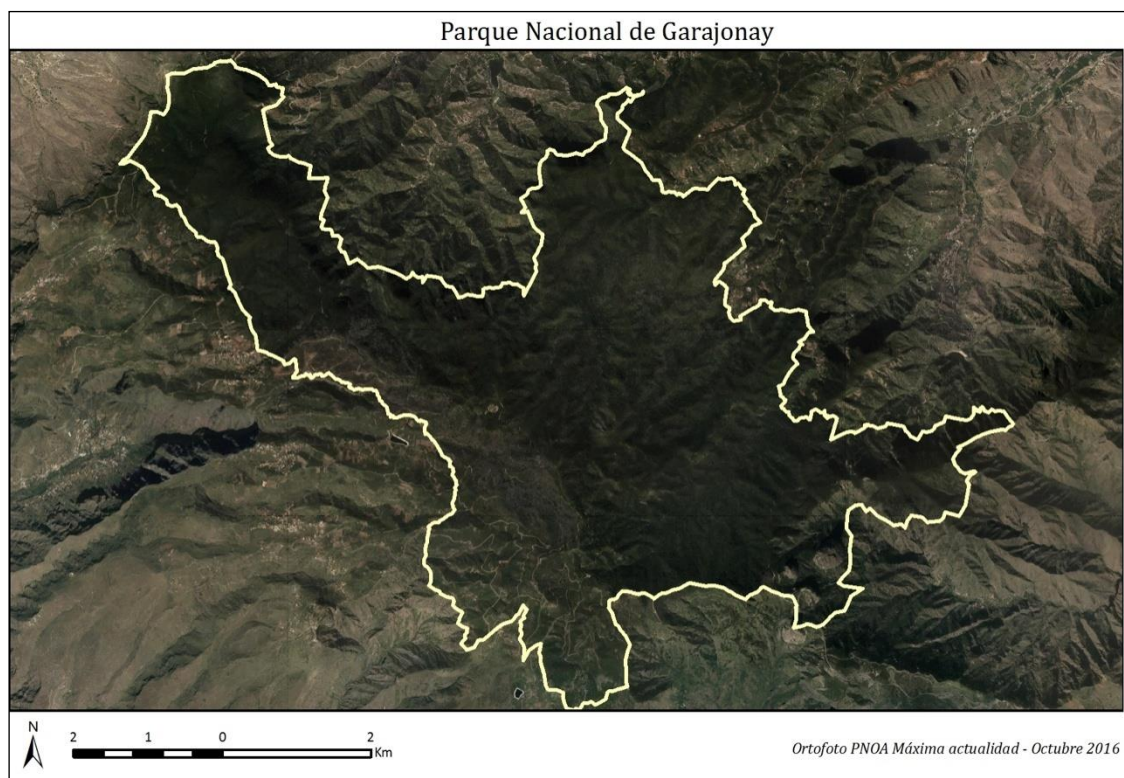 Parque Nacional de Garajonay
N
2 1 0 2
Km
Ortofoto PNOA Máxima actualidad - Octubre 2016